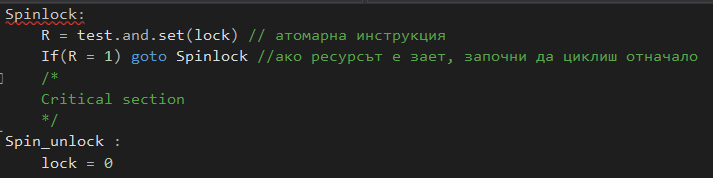 Spinlock:
R = test.and.set(lock) // атомарна инструкция
If(R = 1) goto Spinlock //ако ресурсът е зает, започни да циклиш отначало
/*
Critical section
*/
Spin_unlock :
lock = 0